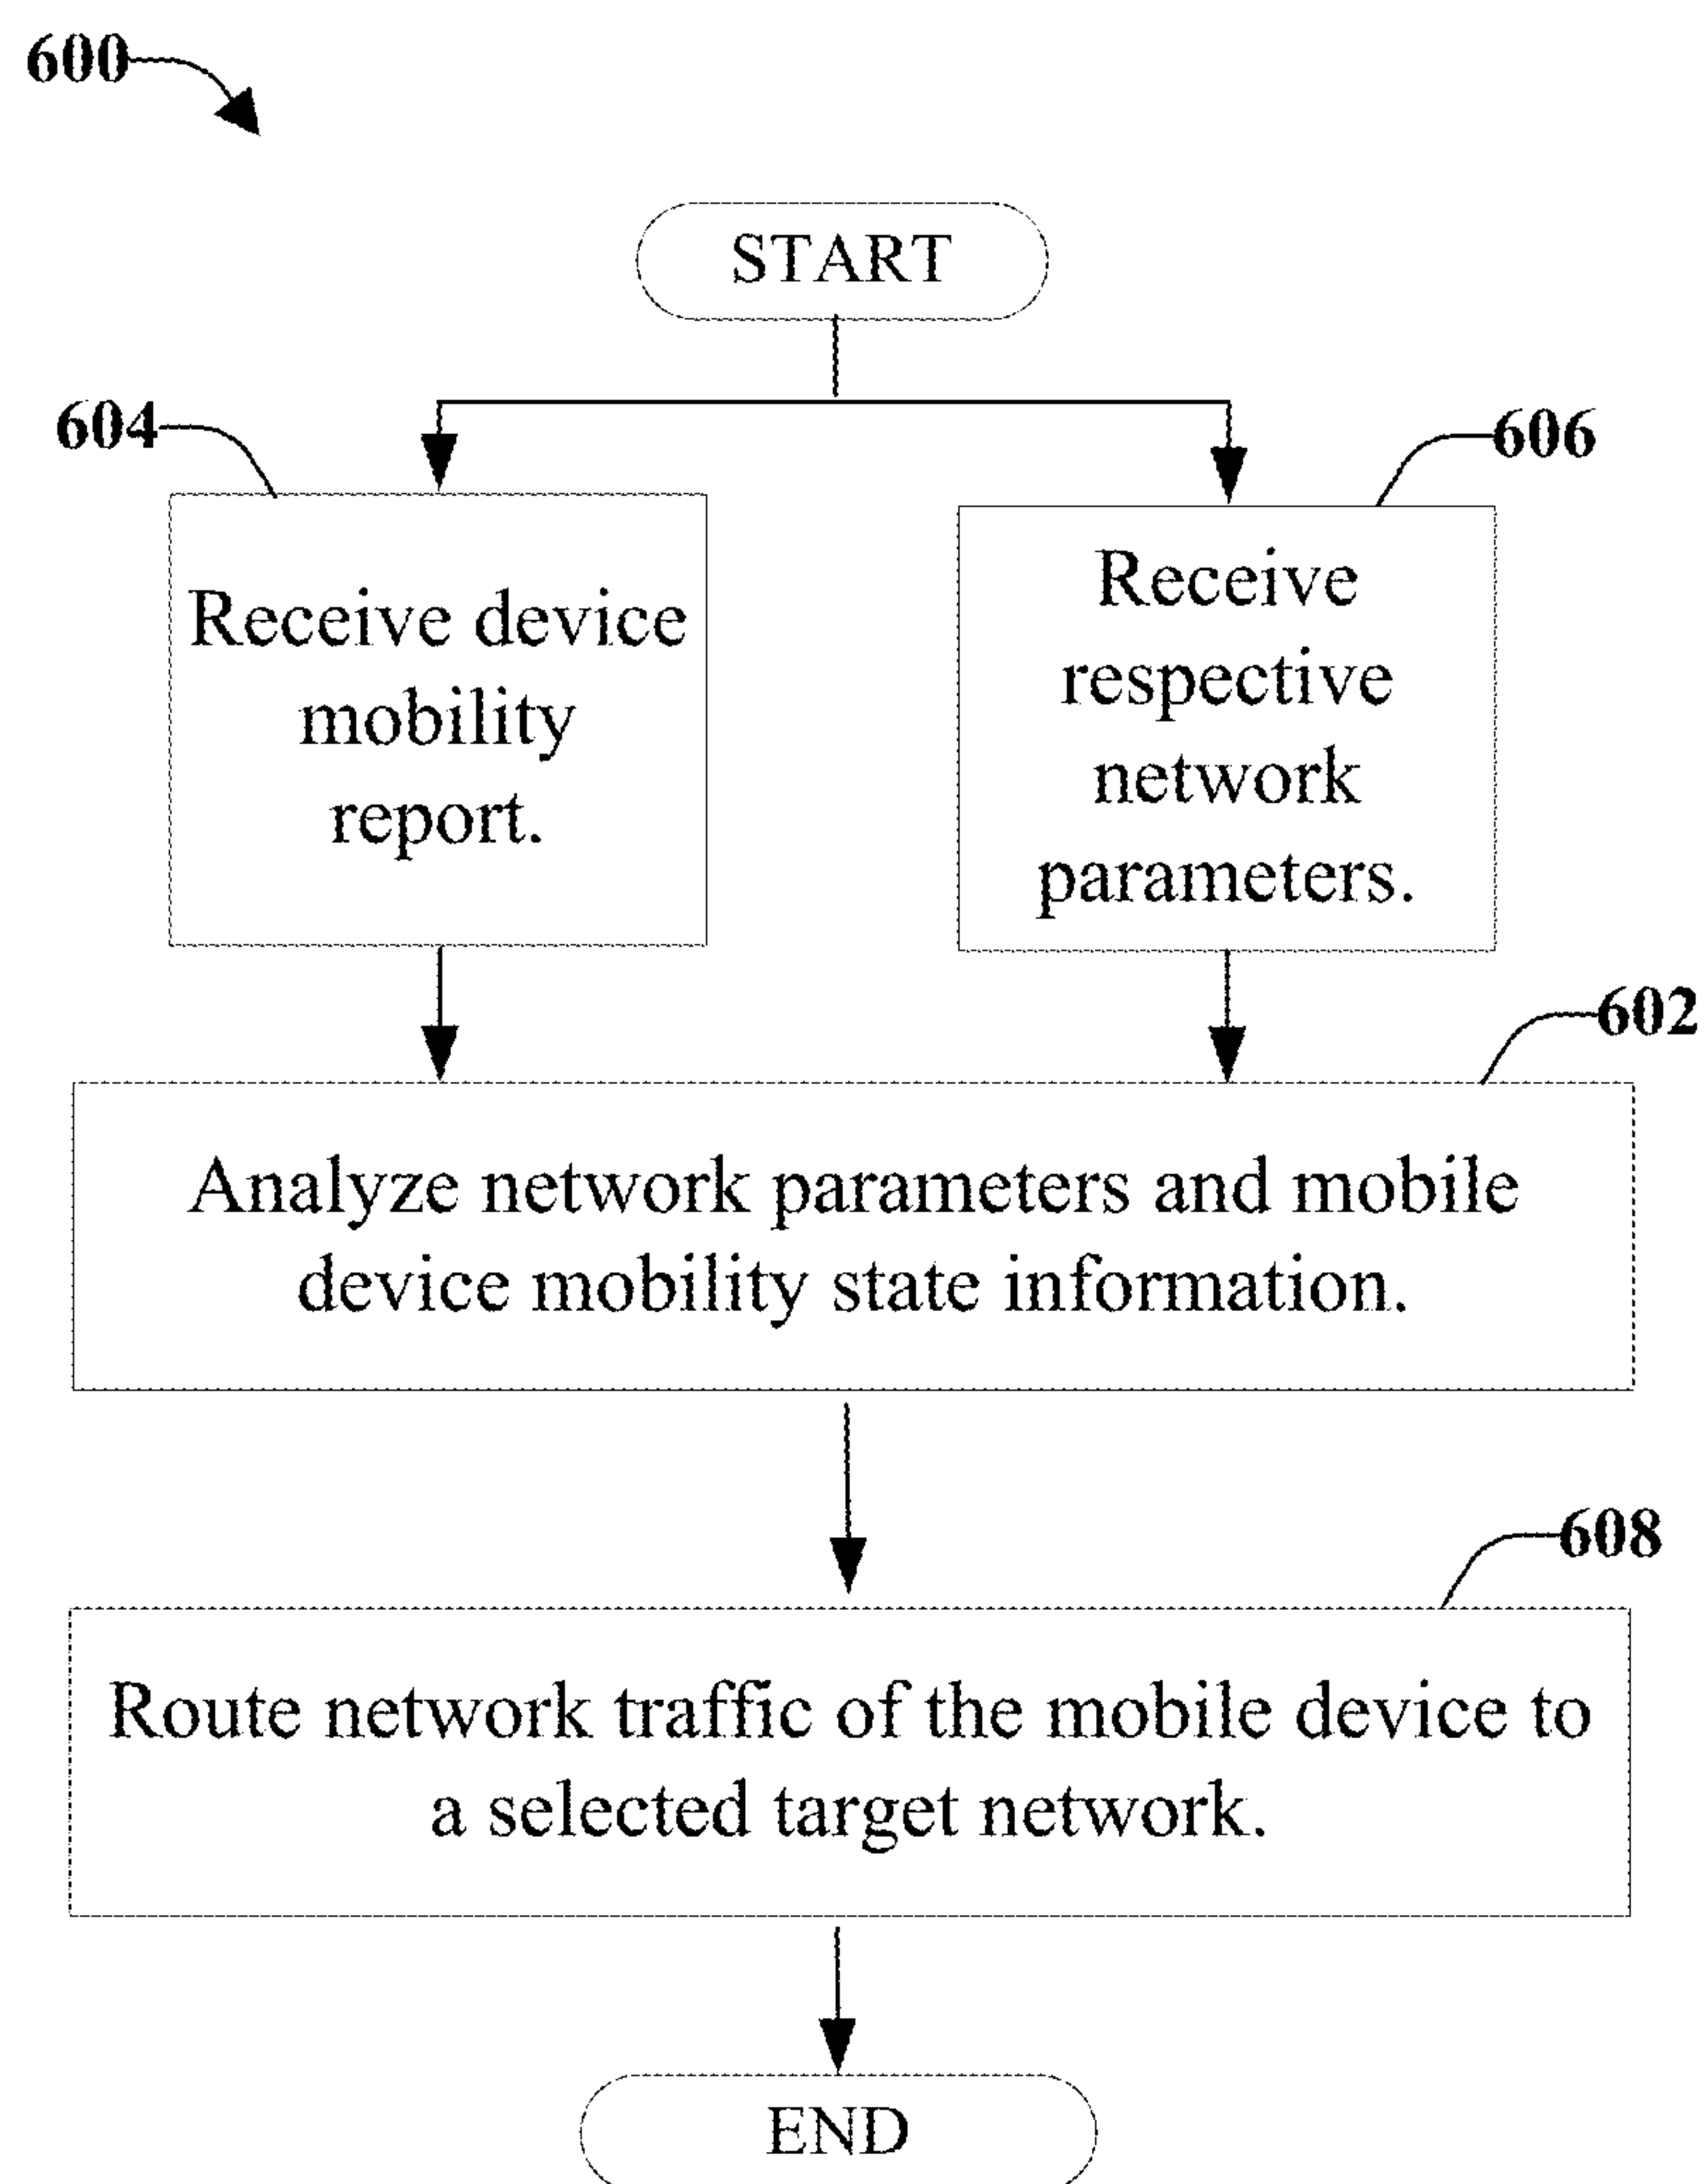 600
START
604
606
Receive device
mobility
report.
Receive
respective
network
parameters.
602
Analyze network parameters and mobile
device mobility state information.
608
Route network traffic of the mobile device to
a selected target network.
END